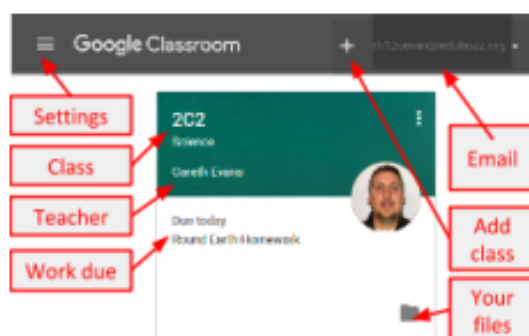 Google Classroom
+
Settings
2C2
Science
Class
Email
Gareth Evans
Teacher
Due today
Add
class
Round Earth Homework
Work due
Your
files